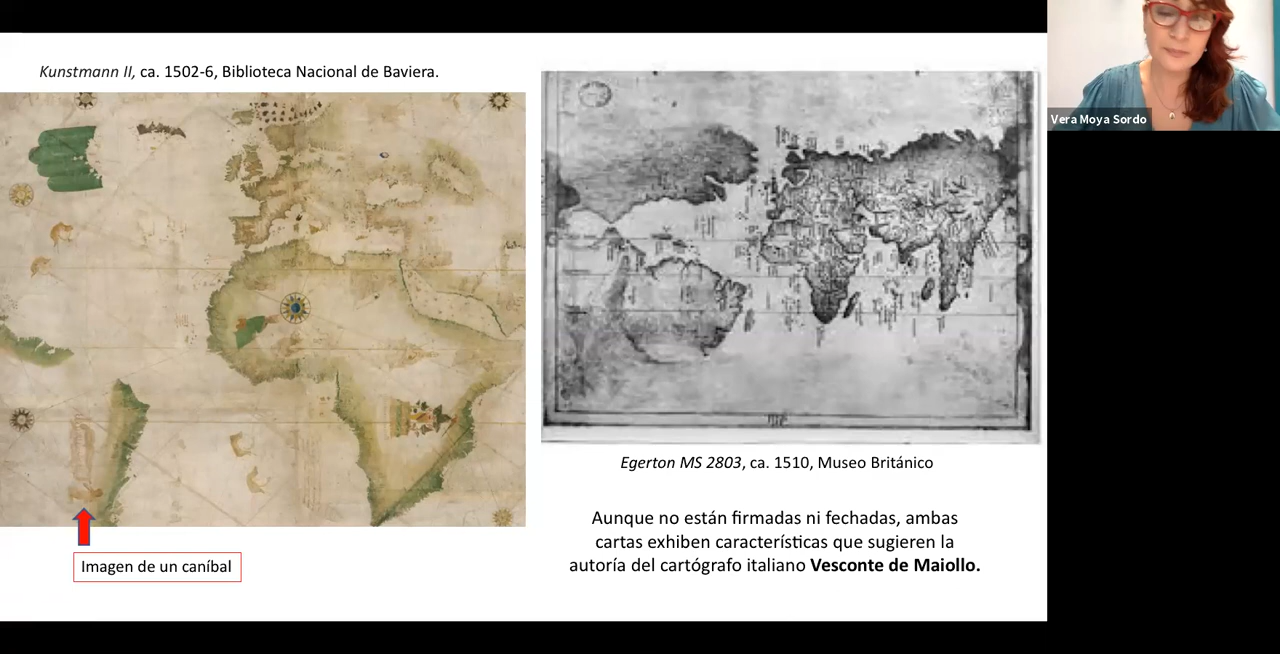 Kunstmann II, ca. 1502-6, Biblioteca Nacional de Baviera.
Vera Moya Sordo
Egerton MS 2803, ca. 1510, Museo Británico
Aunque no están firmadas ni fechadas, ambas
cartas exhiben características que sugieren la
autoría del cartógrafo italiano Vesconte de Maiollo.
Imagen de un caníbal